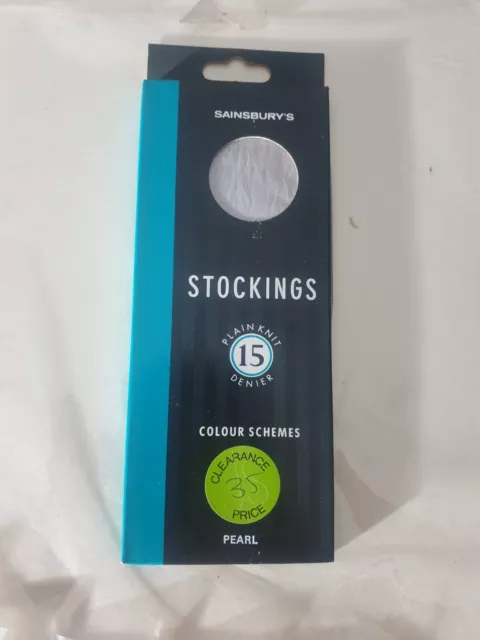 SAINSBURY'S
STOCKINGS
PLAIN KNIT
15
DENIER
COLOUR SCHEMES
CLEARANCE
35
PRICE
PEARL